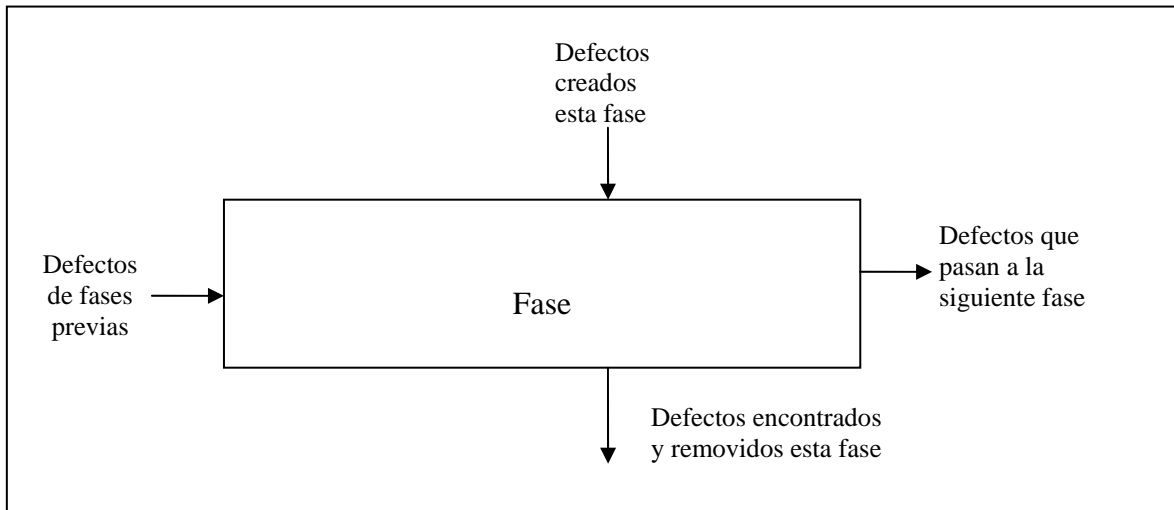 Defectos
creados
esta fase
Defectos
de fases
previas
Fase
Defectos que
pasan a la
siguiente fase
Defectos encontrados
y removidos esta fase